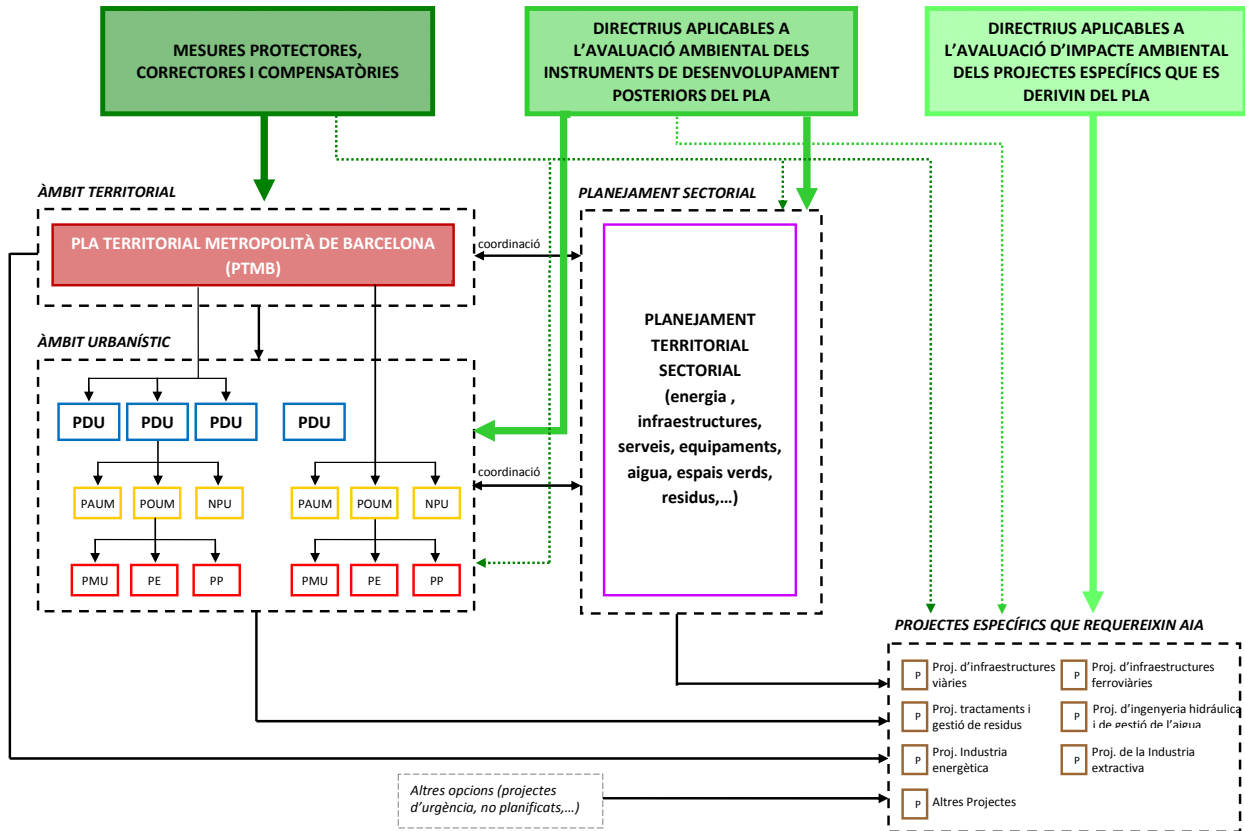 MESURES PROTECTORES,
CORRECTORES I COMPENSATÒRIES
DIRECTRIUS APLICABLES A
L'AVALUACIÓ AMBIENTAL DELS
INSTRUMENTS DE DESENVOLUPAMENT
POSTERIORS DEL PLA
DIRECTRIUS APLICABLES A
L'AVALUACIÓ D'IMPACTE AMBIENTAL
DELS PROJECTES ESPECÍFICS QUE ES
DERIVIN DEL PLA
ÀMBIT TERRITORIAL
PLA TERRITORIAL METROPOLITÀ DE BARCELONA
(PTMB)
coordinació
PLANEJAMENT SECTORIAL
PLANEJAMENT
TERRITORIAL
SECTORIAL
(energia ,
infraestructures,
serveis, equipaments,
aigua, espais verds,
residus,...)
ÀMBIT URBANÍSTIC
PDU PDU PDU PDU
coordinació
PAUM POUM NPU PAUM POUM NPU
PMU PE PP PMU PE PP
PROJECTES ESPECÍFICS QUE REQUEREIXIN AIA
P Proj. d'infraestructures
viàries
P Proj. d'infraestructures
ferroviàries
P Proj. tractaments i
gestió de residus
P Proj. d'ingenyeria hidráulica
i de gestió de l'aigua
P Proj. Industria
energètica
P Proj. de la Industria
extractiva
P Altres Projectes
Altres opcions (projectes
d'urgència, no planificats,...)